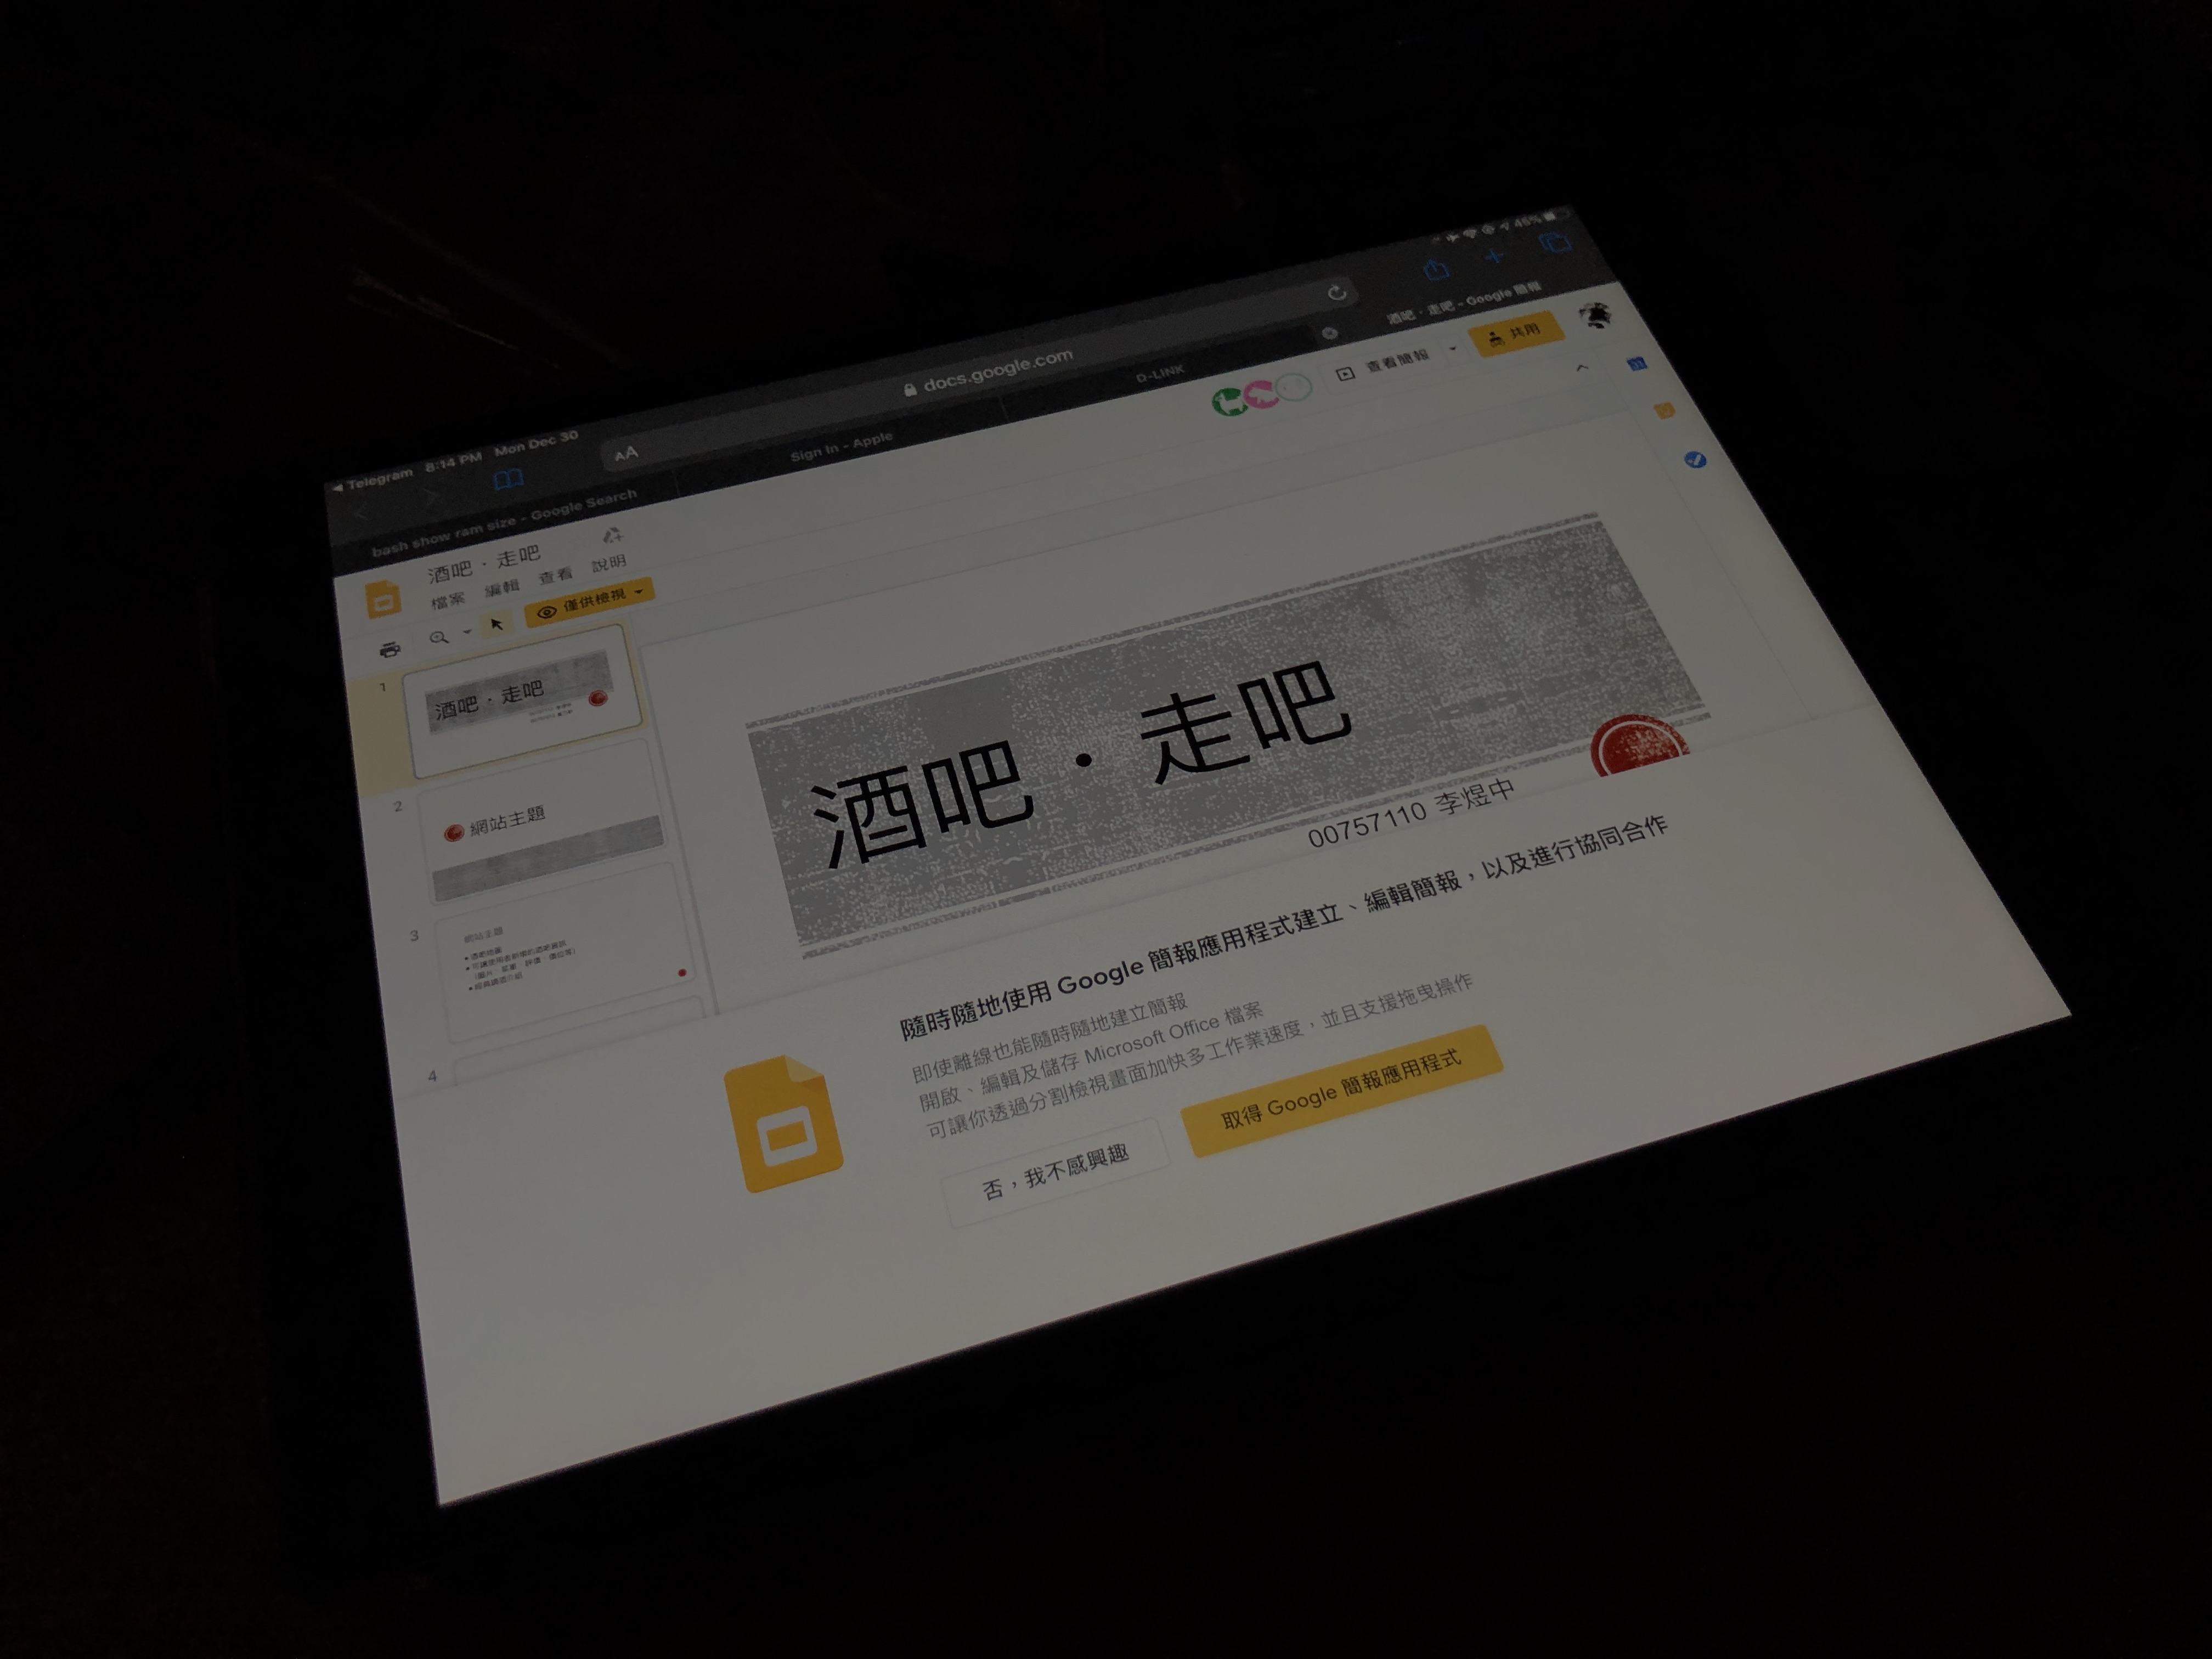 Telegram 8:14 PM Mon Dec 30
45%
AA docs.google.com
bash show ram size - Google Search
Sign In - Apple
D-LINK
酒吧・走吧 - Google 簡報
酒吧・走吧
檔案 編輯 查看 說明
查看簡報
共用
僅供檢視
1
酒吧・走吧
2
網站主題
3
網站主題
4
酒吧・走吧
00757110 李煜中
隨時隨地使用 Google 簡報應用程式建立、編輯簡報，以及進行協同合作
即使離線也能隨時隨地建立簡報
開啟、編輯及儲存 Microsoft Office 檔案
可讓你透過分割檢視畫面加快多工作業速度，並且支援拖曳操作
否，我不感興趣
取得 Google 簡報應用程式